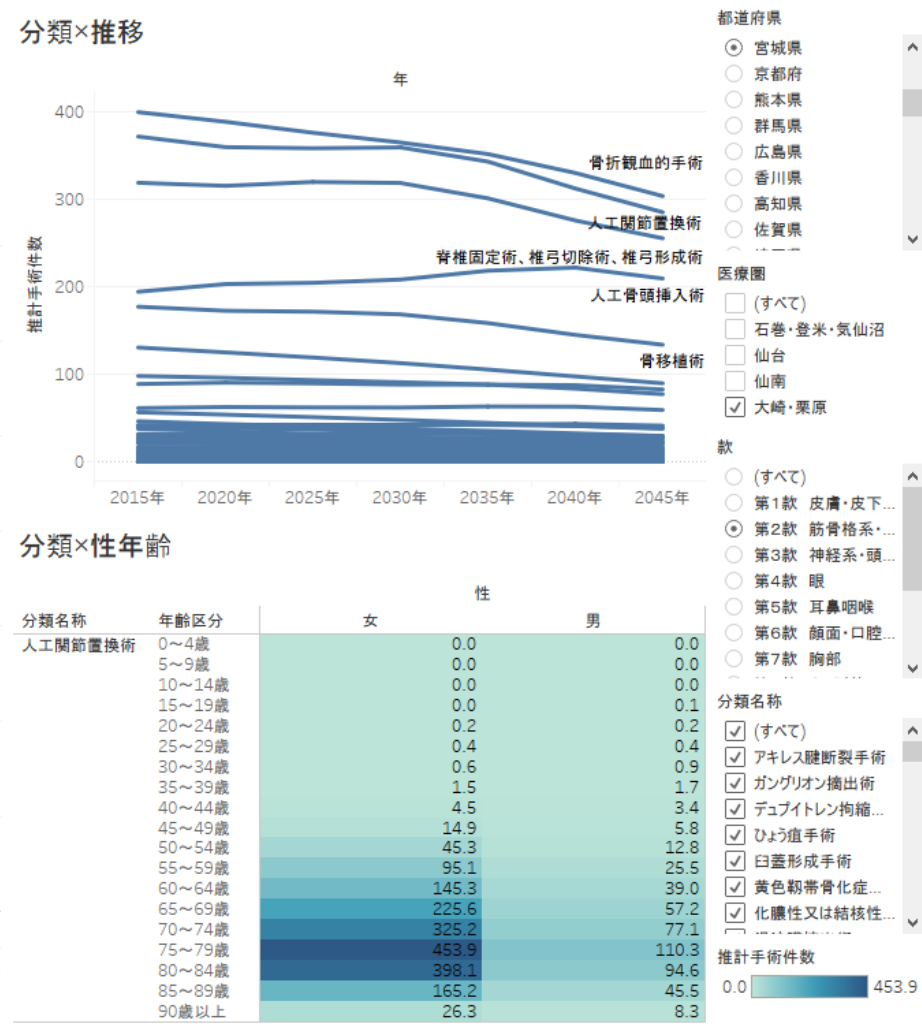 分類×推移
年
400
300
200
100
0
推計手術件数
骨折観血的手術
人工関節置換術
脊椎固定術、椎弓切除術、椎弓形成術
人工骨頭挿入術
骨移植術
2015年 2020年 2025年 2030年 2035年 2040年 2045年
分類×性年齢
性
分類名称 年齢区分 女 男
人工関節置換術 0～4歳 0.0 0.0
5～9歳 0.0 0.0
10～14歳 0.0 0.0
15～19歳 0.0 0.1
20～24歳 0.2 0.2
25～29歳 0.4 0.4
30～34歳 0.6 0.9
35～39歳 1.5 1.7
40～44歳 4.5 3.4
45～49歳 14.9 5.8
50～54歳 45.3 12.8
55～59歳 95.1 25.5
60～64歳 145.3 39.0
65～69歳 225.6 57.2
70～74歳 325.2 77.1
75～79歳 453.9 110.3
80～84歳 398.1 94.6
85～89歳 165.2 45.5
90歳以上 26.3 8.3
都道府県
宮城県
京都府
熊本県
群馬県
広島県
香川県
高知県
佐賀県
医療圏
(すべて)
石巻・登米・気仙沼
仙台
仙南
大崎・栗原
款
(すべて)
第1款 皮膚・皮下...
第2款 筋骨格系・...
第3款 神経系・頭...
第4款 眼
第5款 耳鼻咽喉
第6款 顔面・口腔...
第7款 胸部
分類名称
(すべて)
アキレス腱断裂手術
ガングリオン摘出術
デュプイトレン拘縮...
ひょう疽手術
臼蓋形成手術
黄色靱帯骨化症...
化膿性又は結核性...
推計手術件数
0.0 453.9